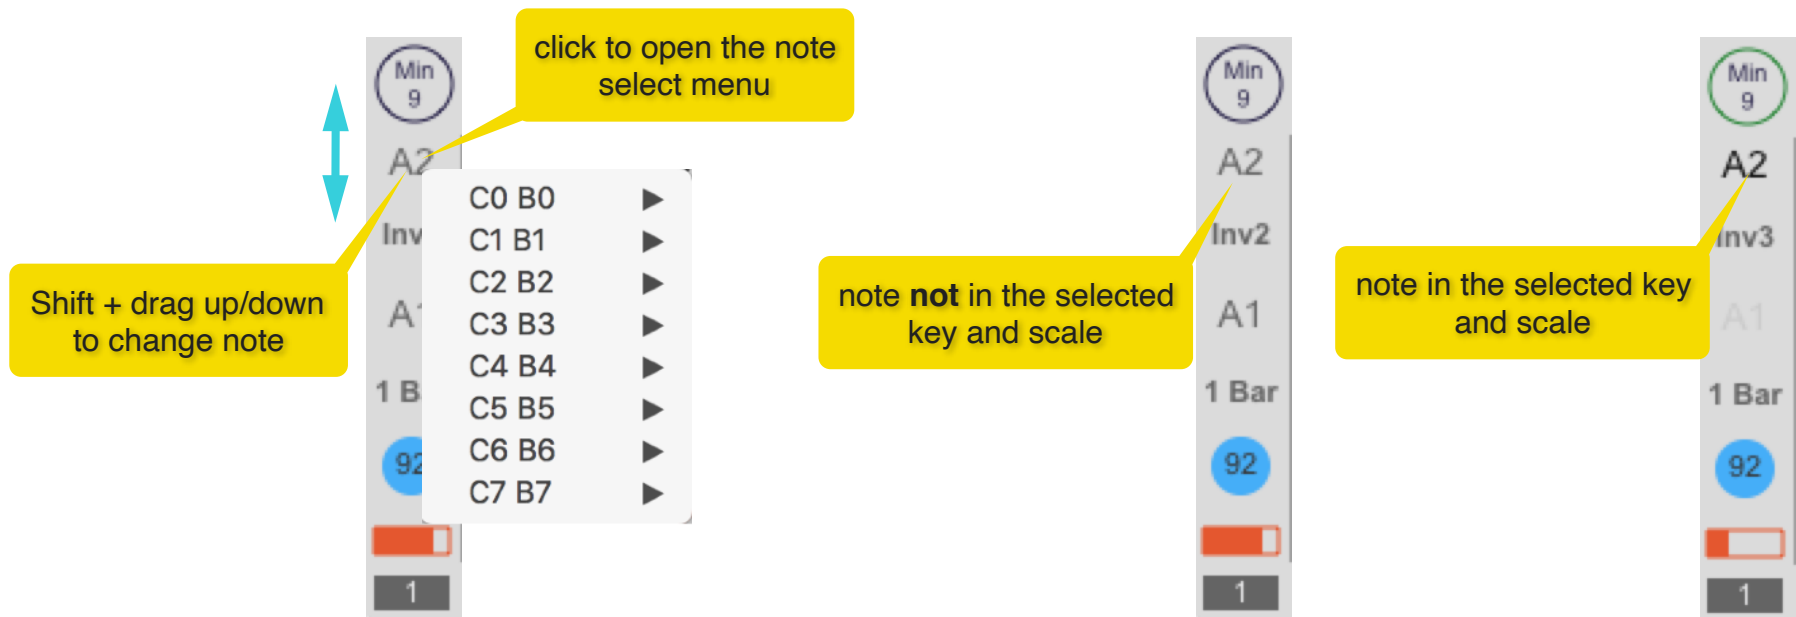 click to open the note
select menu
Min
9
A2
C0 B0
C1 B1
C2 B2
C3 B3
C4 B4
C5 B5
C6 B6
C7 B7
Inv
Shift + drag up/down
to change note
A1
1 B
92
1
Min
9
A2
Inv2
note not in the selected
key and scale
A1
1 Bar
92
1
Min
9
A2
Inv3
note in the selected key
and scale
A1
1 Bar
92
1